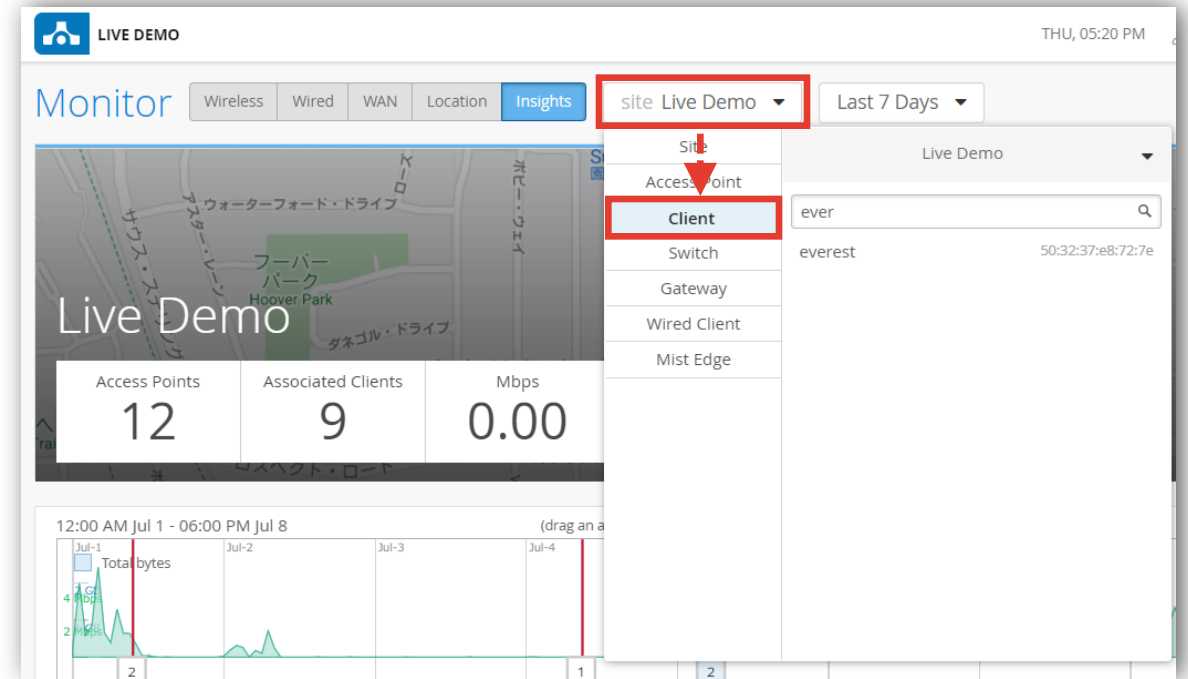 LIVE DEMO
THU, 05:20 PM
Monitor
Wireless
Wired
WAN
Location
Insights
site Live Demo
Last 7 Days
Site
Access Point
Client
Switch
Gateway
Wired Client
Mist Edge
Live Demo
ever
everest 50:32:37:e8:72:7e
ウォーターフォード・ドライブ
アスター・レーン
ホビー・ウェイ
フーバー
パーク
Hoover Park
ダネゴル・ドライブ
Live Demo
Access Points
12
Associated Clients
9
Mbps
0.00
12:00 AM Jul 1 - 06:00 PM Jul 8
(drag an a
Jul-1
Jul-2
Jul-3
Jul-4
Total bytes
4 Mbps
2 Mbps
2
1
2